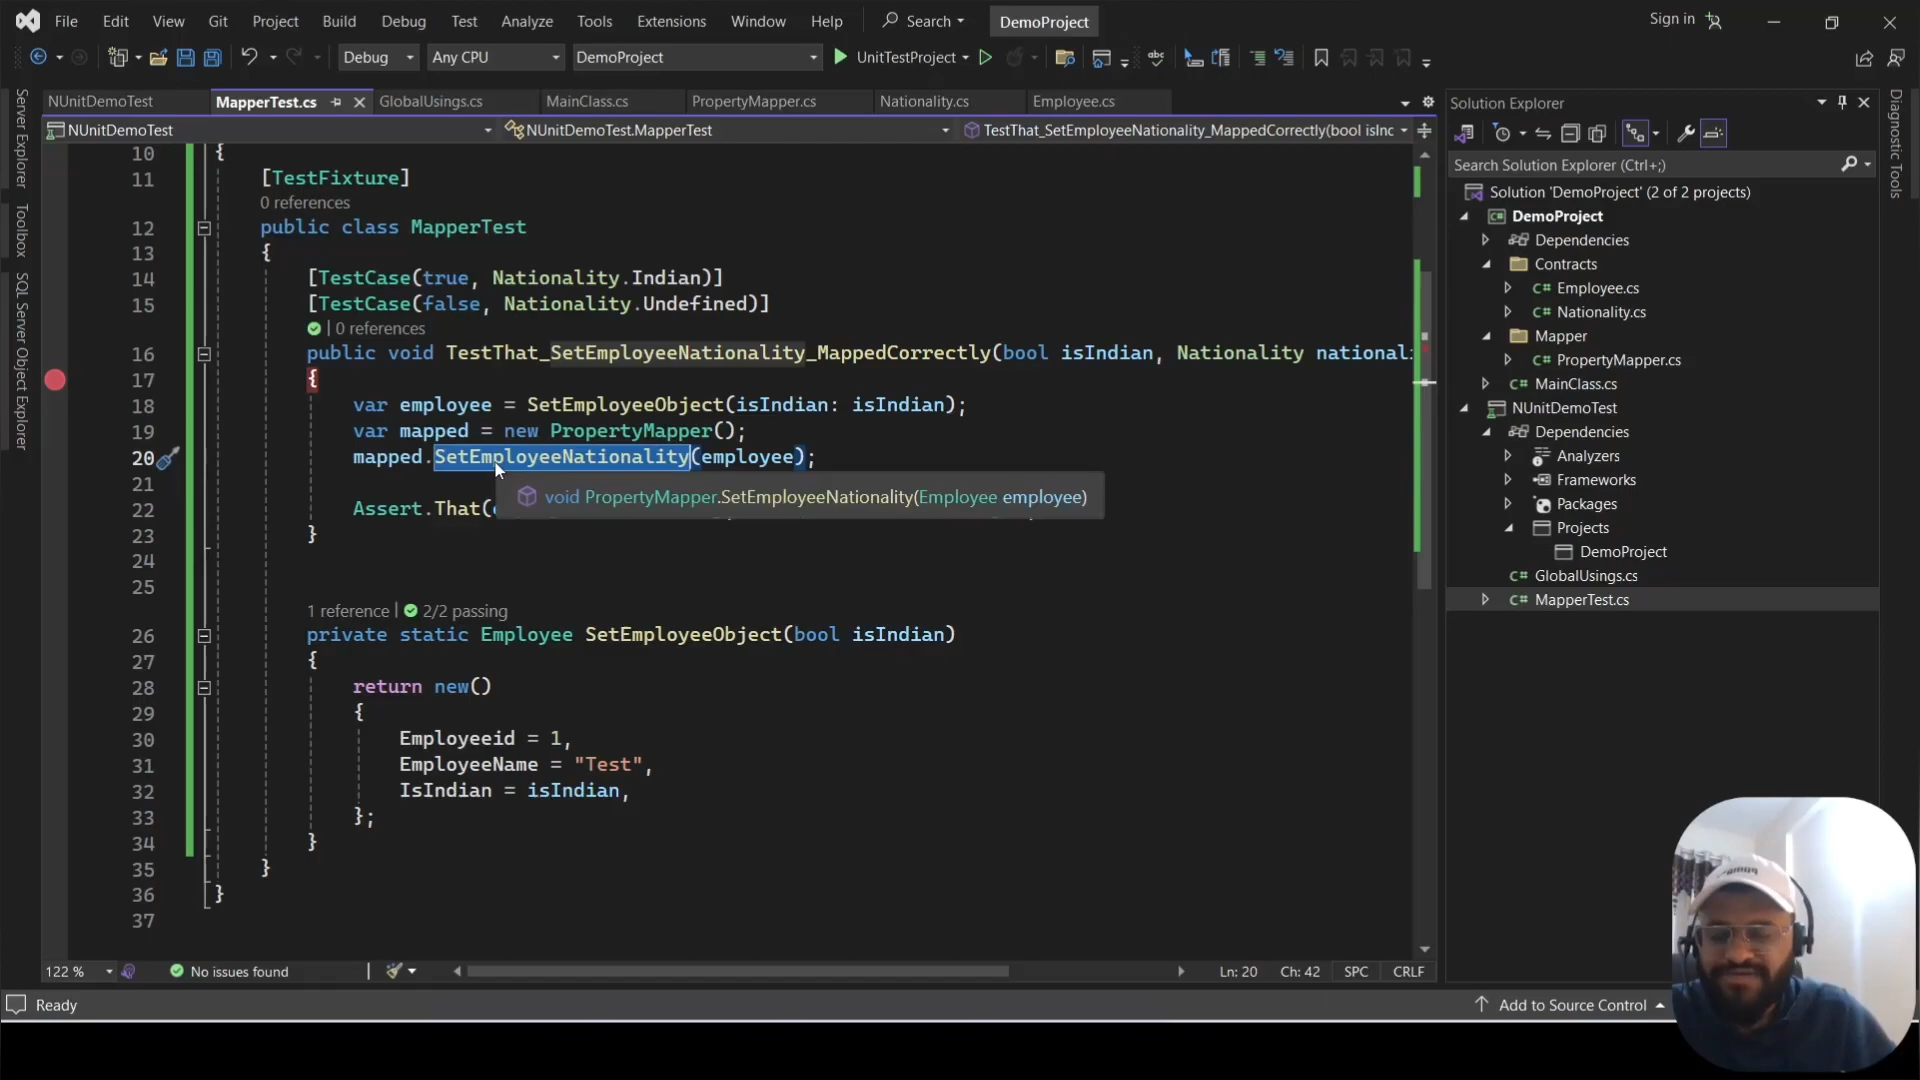 File Edit View Git Project Build Debug Test Analyze Tools Extensions Window Help Search DemoProject Sign in
Debug Any CPU DemoProject UnitTestProject
NUnitDemoTest MapperTest.cs GlobalUsings.cs MainClass.cs PropertyMapper.cs Nationality.cs Employee.cs
NUnitDemoTest NUnitDemoTest.MapperTest TestThat_SetEmployeeNationality_MappedCorrectly(bool isInc
Server Explorer
Toolbox
SQL Server Object Explorer
10 {
11 [TestFixture]
0 references
12 public class MapperTest
13 {
14 [TestCase(true, Nationality.Indian)]
15 [TestCase(false, Nationality.Undefined)]
| 0 references
16 public void TestThat_SetEmployeeNationality_MappedCorrectly(bool isIndian, Nationality nationali
17 {
18 var employee = SetEmployeeObject(isIndian: isIndian);
19 var mapped = new PropertyMapper();
20 mapped.SetEmployeeNationality(employee);
21
void PropertyMapper.SetEmployeeNationality(Employee employee)
22 Assert.That(
23 }
24
25
1 reference | 2/2 passing
26 private static Employee SetEmployeeObject(bool isIndian)
27 {
28 return new()
29 {
30 Employeeid = 1,
31 EmployeeName = "Test",
32 IsIndian = isIndian,
33 };
34 }
35 }
36 }
37
122 % No issues found Ln: 20 Ch: 42 SPC CRLF
Ready Add to Source Control
Solution Explorer
Search Solution Explorer (Ctrl+;)
Solution 'DemoProject' (2 of 2 projects)
DemoProject
Dependencies
Contracts
C# Employee.cs
C# Nationality.cs
Mapper
C# PropertyMapper.cs
C# MainClass.cs
NUnitDemoTest
Dependencies
Analyzers
Frameworks
Packages
Projects
DemoProject
C# GlobalUsings.cs
C# MapperTest.cs
Diagnostic Tools